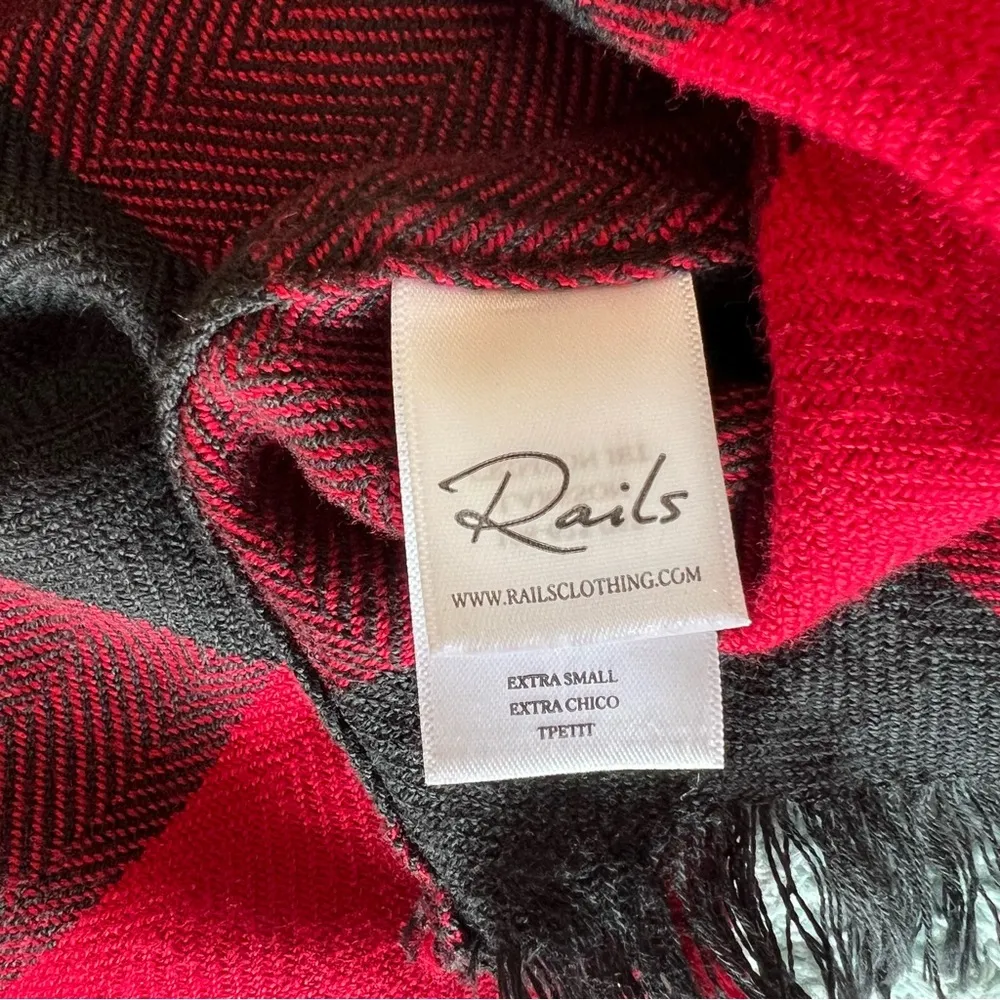 Rails
WWW.RAILSCLOTHING.COM
EXTRA SMALL
EXTRA CHICO
TPETIT